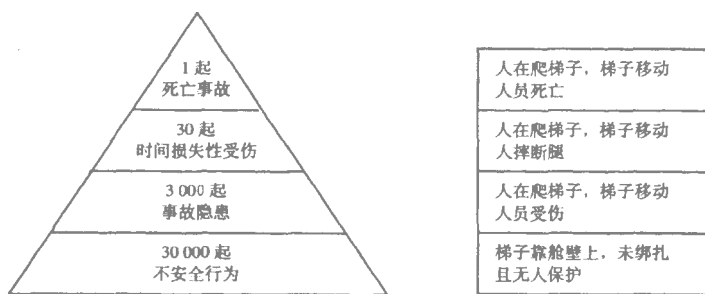 1 起
死亡事故
30 起
时间损失性受伤
3 000 起
事故隐患
30 000 起
不安全行为
人在爬梯子，梯子移动
人员死亡
人在爬梯子，梯子移动
人摔断腿
人在爬梯子，梯子移动
人员受伤
梯子靠舱壁上，未绑扎
且无人保护